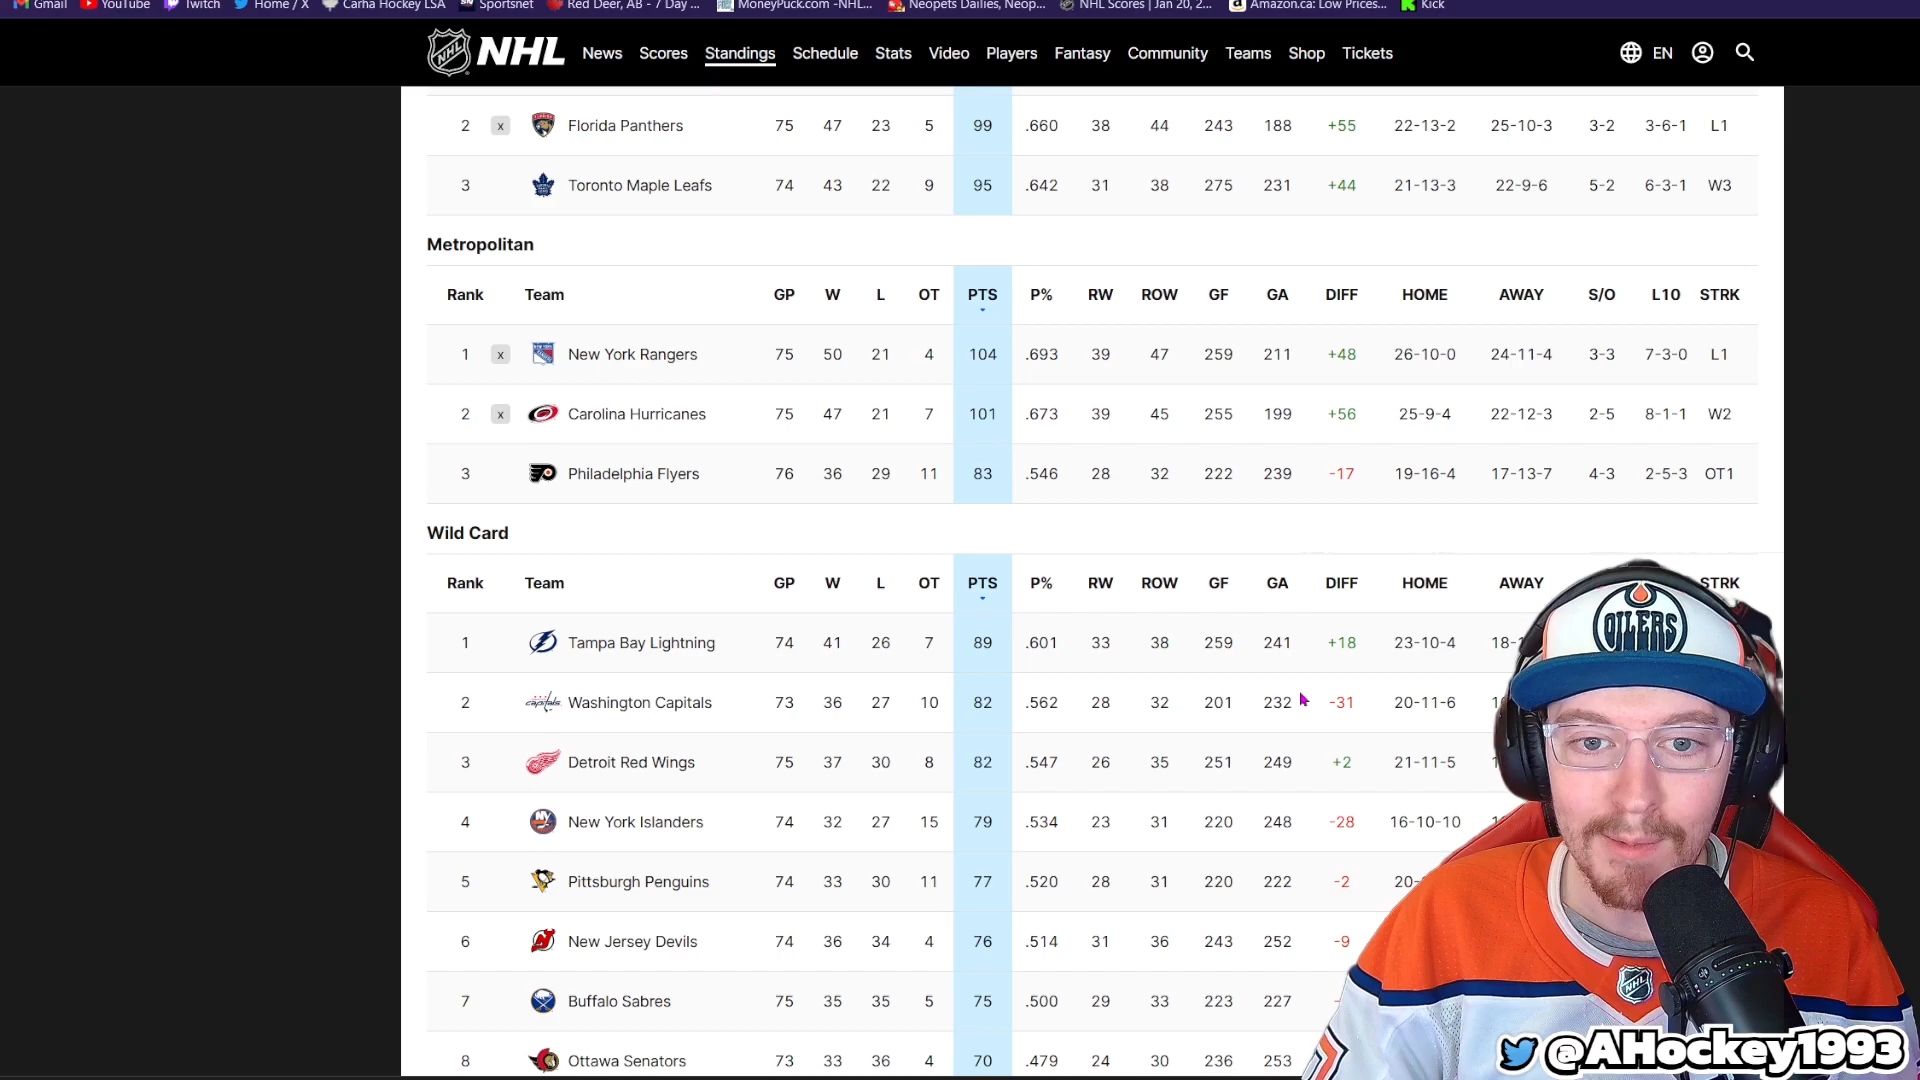 Gmail YouTube Twitch Home / X Carha Hockey LSA Sportsnet Red Deer, AB - 7 Day ... MoneyPuck.com -NHL... Neopets Dailies, Neop... NHL Scores | Jan 20, 2... Amazon.ca: Low Prices... Kick
NHL News Scores Standings Schedule Stats Video Players Fantasy Community Teams Shop Tickets EN
2 x Florida Panthers 75 47 23 5 99 .660 38 44 243 188 +55 22-13-2 25-10-3 3-2 3-6-1 L1
3 Toronto Maple Leafs 74 43 22 9 95 .642 31 38 275 231 +44 21-13-3 22-9-6 5-2 6-3-1 W3
Metropolitan
Rank Team GP W L OT PTS P% RW ROW GF GA DIFF HOME AWAY S/O L10 STRK
1 x New York Rangers 75 50 21 4 104 .693 39 47 259 211 +48 26-10-0 24-11-4 3-3 7-3-0 L1
2 x Carolina Hurricanes 75 47 21 7 101 .673 39 45 255 199 +56 25-9-4 22-12-3 2-5 8-1-1 W2
3 Philadelphia Flyers 76 36 29 11 83 .546 28 32 222 239 -17 19-16-4 17-13-7 4-3 2-5-3 OT1
Wild Card
Rank Team GP W L OT PTS P% RW ROW GF GA DIFF HOME AWAY STRK
1 Tampa Bay Lightning 74 41 26 7 89 .601 33 38 259 241 +18 23-10-4
2 capitals Washington Capitals 73 36 27 10 82 .562 28 32 201 232 -31 20-11-6
3 Detroit Red Wings 75 37 30 8 82 .547 26 35 251 249 +2 21-11-5
4 New York Islanders 74 32 27 15 79 .534 23 31 220 248 -28 16-10-10
5 Pittsburgh Penguins 74 33 30 11 77 .520 28 31 220 222 -2
6 New Jersey Devils 74 36 34 4 76 .514 31 36 243 252 -9
7 Buffalo Sabres 75 35 35 5 75 .500 29 33 223 227
8 Ottawa Senators 73 33 36 4 70 .479 24 30 236 253
OILERS
NHL
@AHockey1993